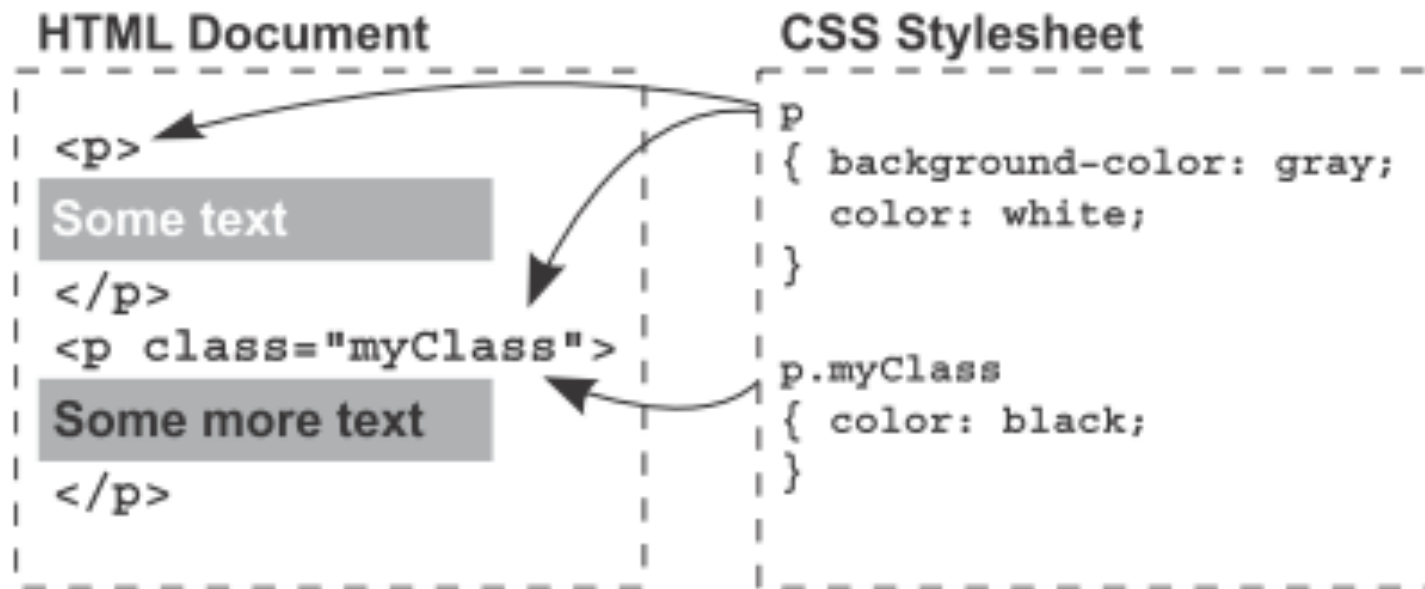 HTML Document
<p>
Some text
</p>
<p class="myClass">
Some more text
</p>
CSS Stylesheet
p
{ background-color: gray;
color: white;
}
p.myClass
{ color: black;
}